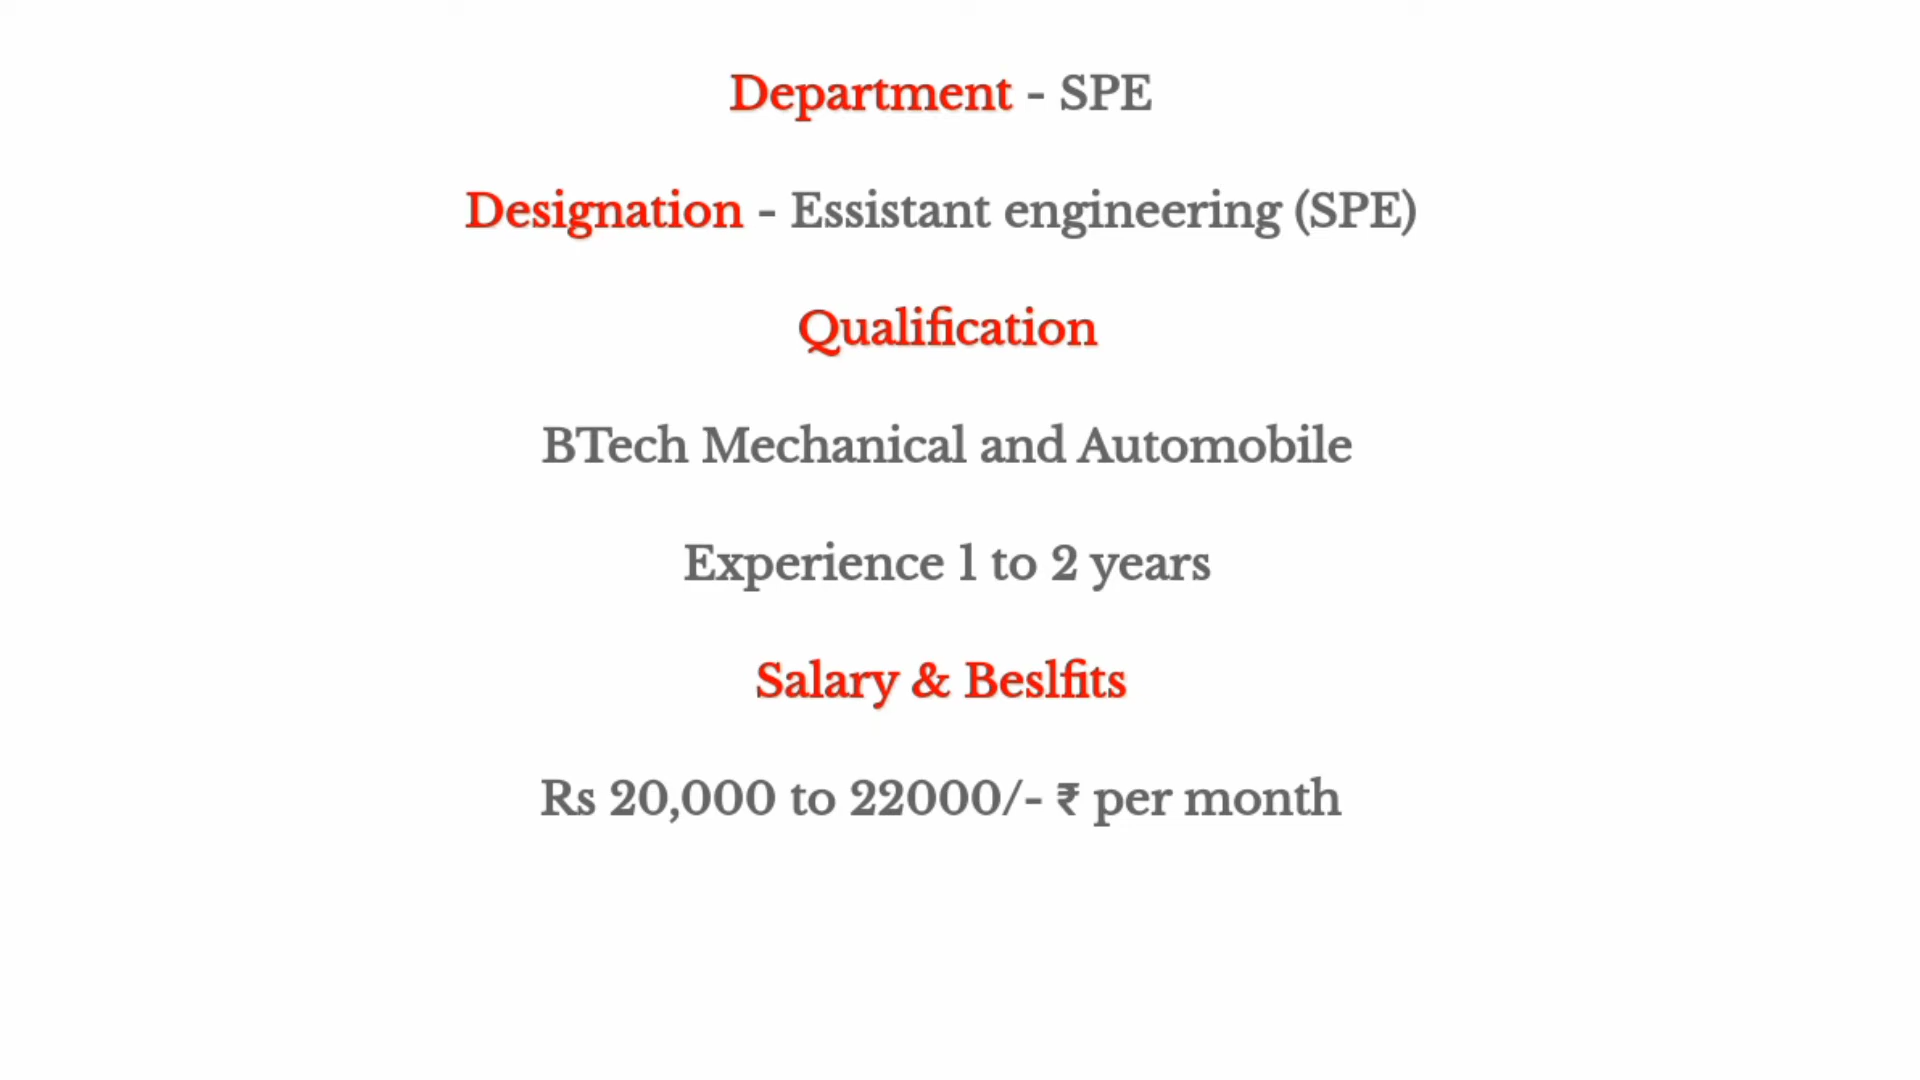 Department - SPE
Designation - Essistant engineering (SPE)
Qualification
BTech Mechanical and Automobile
Experience 1 to 2 years
Salary & Beslfits
Rs 20,000 to 22000/- ₹ per month